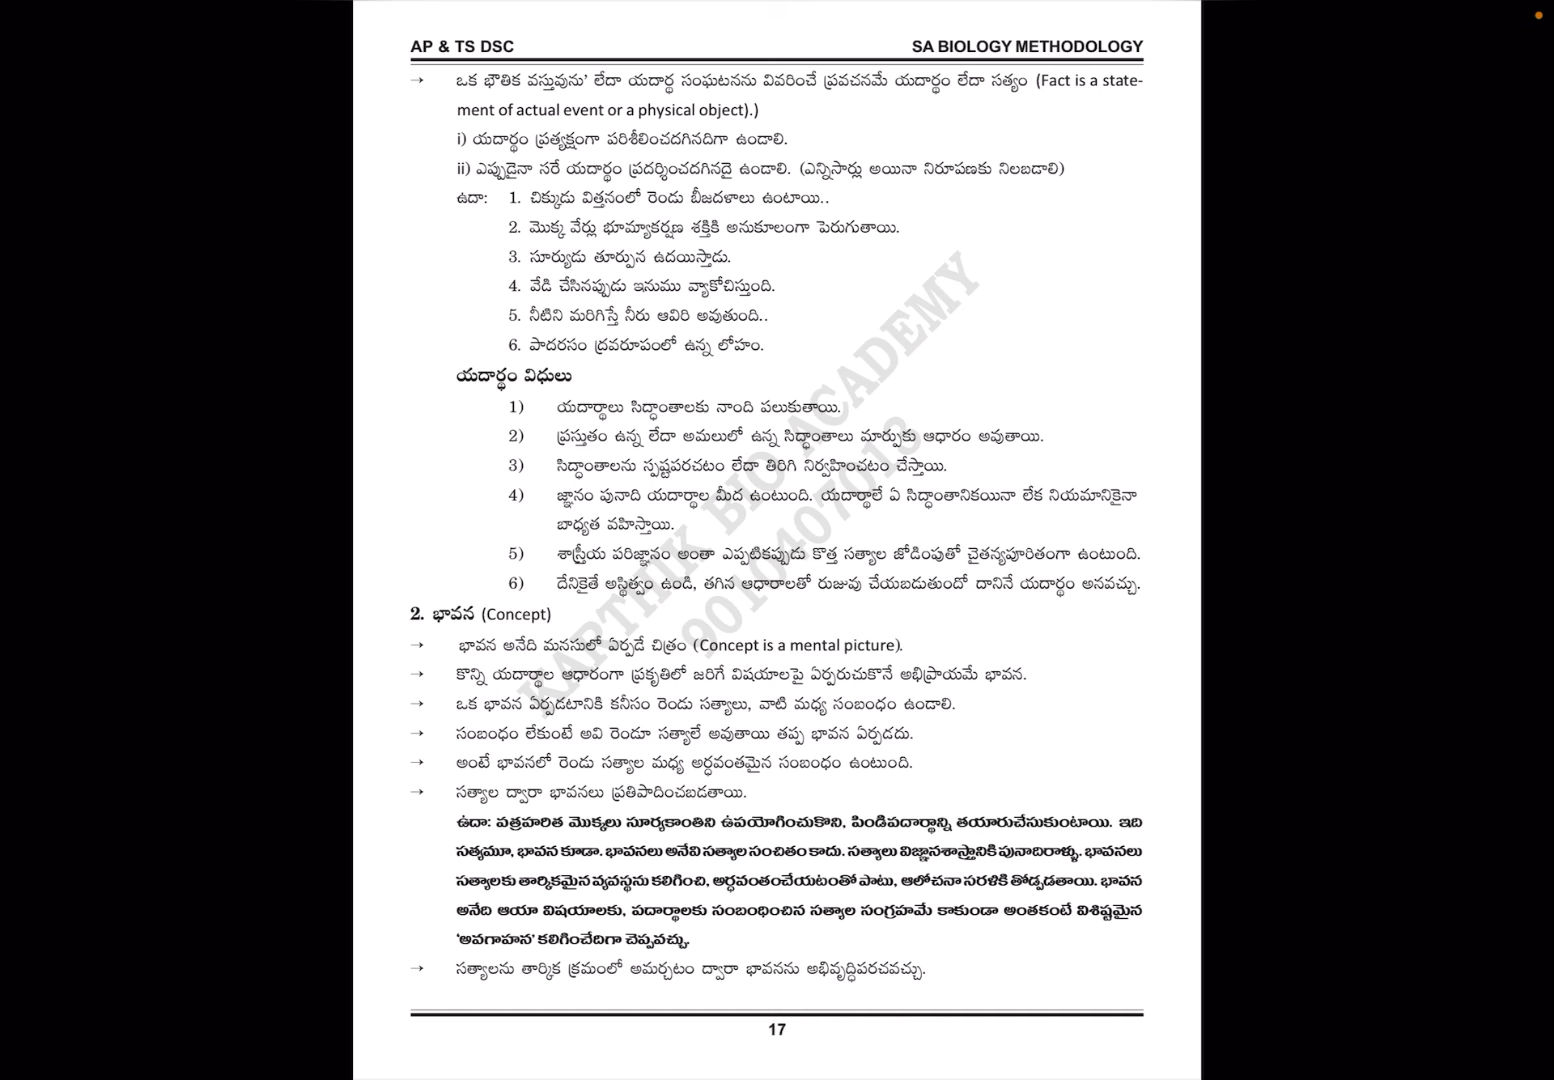 AP & TS DSC
SA BIOLOGY METHODOLOGY
→ ఒక భౌతిక వస్తువును’ లేదా యదార్థ సంఘటనను వివరించే ప్రవచనమే యదార్థం లేదా సత్యం (Fact is a state-
ment of actual event or a physical object).)
i) యదార్థం ప్రత్యక్షంగా పరిశీలించదగినదిగా ఉండాలి.
ii) ఎప్పుడైనా సరే యదార్థం ప్రదర్శించదగినదై ఉండాలి. (ఎన్నిసార్లు అయినా నిరూపణకు నిలబడాలి)
ఉదా: 1. చిక్కుడు విత్తనంలో రెండు బీజదళాలు ఉంటాయి..
2. మొక్క వేర్లు భూమ్యాకర్షణ శక్తికి అనుకూలంగా పెరుగుతాయి.
3. సూర్యుడు తూర్పున ఉదయిస్తాడు.
4. వేడి చేసినప్పుడు ఇనుము వ్యాకోచిస్తుంది.
5. నీటిని మరిగిస్తే నీరు ఆవిరి అవుతుంది..
6. పాదరసం ద్రవరూపంలో ఉన్న లోహం.
యదార్థం విధులు
1) యదార్థాలు సిద్ధాంతాలకు నాంది పలుకుతాయి.
2) ప్రస్తుతం ఉన్న లేదా అమలులో ఉన్న సిద్ధాంతాలు మార్పుకు ఆధారం అవుతాయి.
3) సిద్ధాంతాలను స్పష్టపరచటం లేదా తిరిగి నిర్వహించటం చేస్తాయి.
4) జ్ఞానం పునాది యదార్థాల మీద ఉంటుంది. యదార్థాలే ఏ సిద్ధాంతానికయినా లేక నియమానికైనా
బాధ్యత వహిస్తాయి.
5) శాస్త్రీయ పరిజ్ఞానం అంతా ఎప్పటికప్పుడు కొత్త సత్యాల జోడింపుతో చైతన్యపూరితంగా ఉంటుంది.
6) దేనికైతే అస్థిత్వం ఉండి, తగిన ఆధారాలతో రుజువు చేయబడుతుందో దానినే యదార్థం అనవచ్చు.
2. భావన (Concept)
→ భావన అనేది మనసులో ఏర్పడే చిత్రం (Concept is a mental picture).
→ కొన్ని యదార్థాల ఆధారంగా ప్రకృతిలో జరిగే విషయాలపై ఏర్పరుచుకొనే అభిప్రాయమే భావన.
→ ఒక భావన ఏర్పడటానికి కనీసం రెండు సత్యాలు, వాటి మధ్య సంబంధం ఉండాలి.
→ సంబంధం లేకుంటే అవి రెండూ సత్యాలే అవుతాయి తప్ప భావన ఏర్పడదు.
→ అంటే భావనలో రెండు సత్యాల మధ్య అర్ధవంతమైన సంబంధం ఉంటుంది.
→ సత్యాల ద్వారా భావనలు ప్రతిపాదించబడతాయి.
ఉదా: పత్రహరిత మొక్కలు సూర్యకాంతిని ఉపయోగించుకొని, పిండిపదార్థాన్ని తయారుచేసుకుంటాయి. ఇది
సత్యమూ, భావన కూడా. భావనలు అనేవి సత్యాల సంచితం కాదు. సత్యాలు విజ్ఞానశాస్త్రానికి పునాదిరాళ్ళు. భావనలు
సత్యాలకు తార్కికమైన వ్యవస్థను కలిగించి, అర్ధవంతంచేయటంతో పాటు, ఆలోచనా సరళికి తోడ్పడతాయి. భావన
అనేది ఆయా విషయాలకు, పదార్థాలకు సంబంధించిన సత్యాల సంగ్రహమే కాకుండా అంతకంటే విశిష్టమైన
‘అవగాహన’ కలిగించేదిగా చెప్పవచ్చు.
→ సత్యాలను తార్కిక క్రమంలో అమర్చటం ద్వారా భావనను అభివృద్ధిపరచవచ్చు.
KARTHIK BIO ACADEMY
9010407013
17